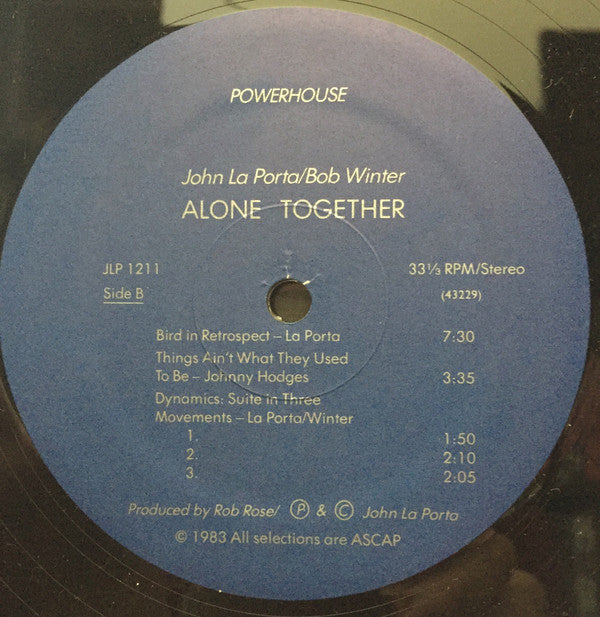 POWERHOUSE
John La Porta/Bob Winter
ALONE TOGETHER
JLP 1211 33⅓ RPM/Stereo
Side B (43229)
Bird in Retrospect – La Porta 7:30
Things Ain't What They Used
To Be – Johnny Hodges 3:35
Dynamics: Suite in Three
Movements – La Porta/Winter
1. 1:50
2. 2:10
3. 2:05
Produced by Rob Rose/ Ⓟ & © John La Porta
© 1983 All selections are ASCAP